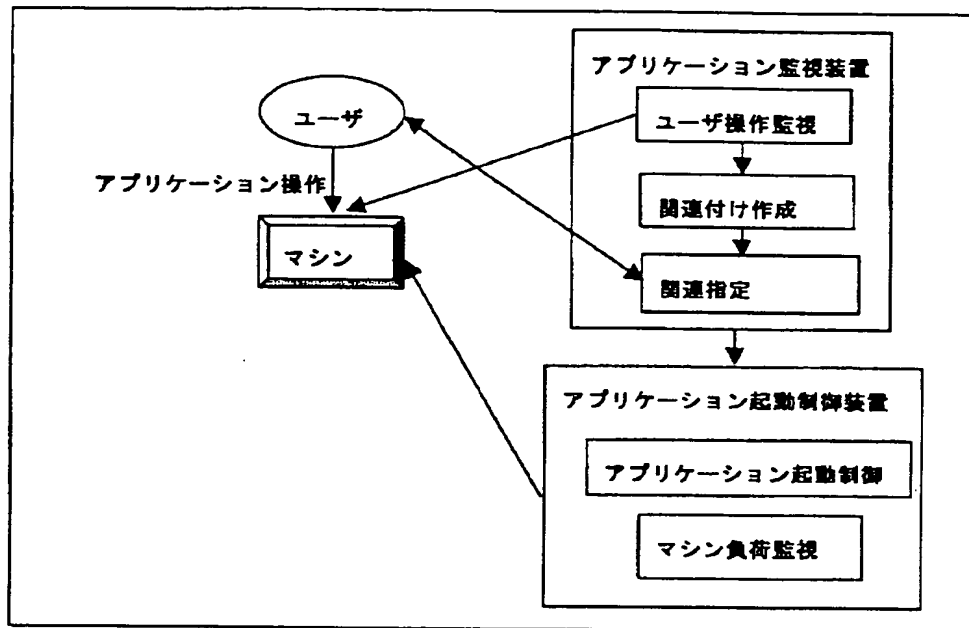 アプリケーション監視装置
ユーザ
ユーザ操作監視
アプリケーション操作
関連付け作成
マシン
関連指定
アプリケーション起動制御装置
アプリケーション起動制御
マシン負荷監視